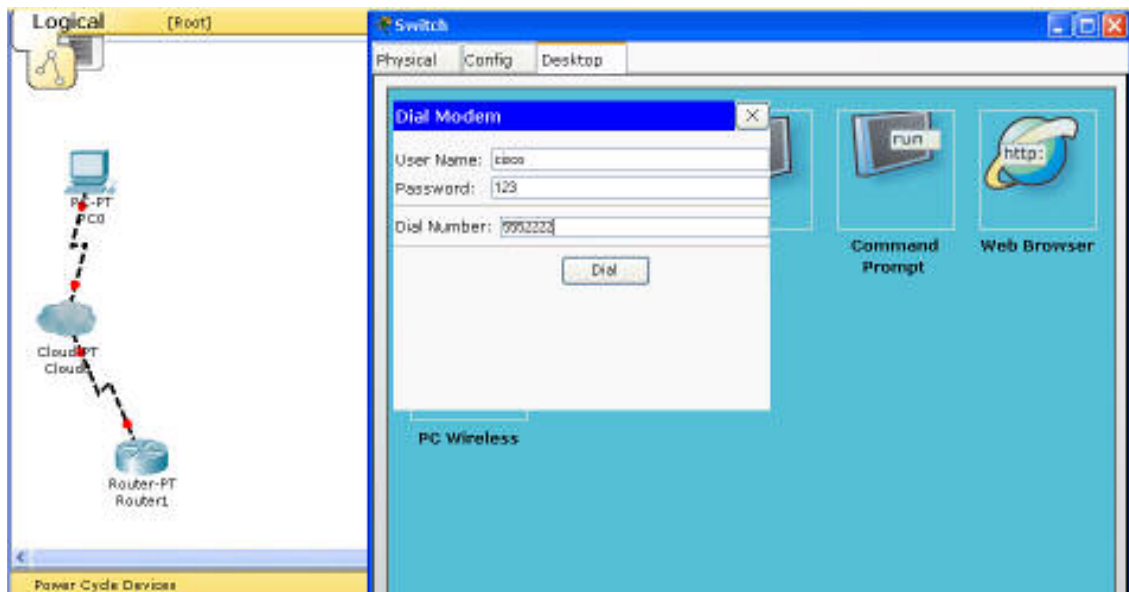 Logical [Root]
PC-PT
PC0
Cloud-PT
Router-PT
Router1
Power Cycle Devices
Switch
Physical Config Desktop
Dial Modem
User Name: cisco
Password: 123
Dial Number: 5552222
Dial
run
http:
Command
Prompt
Web Browser
PC Wireless